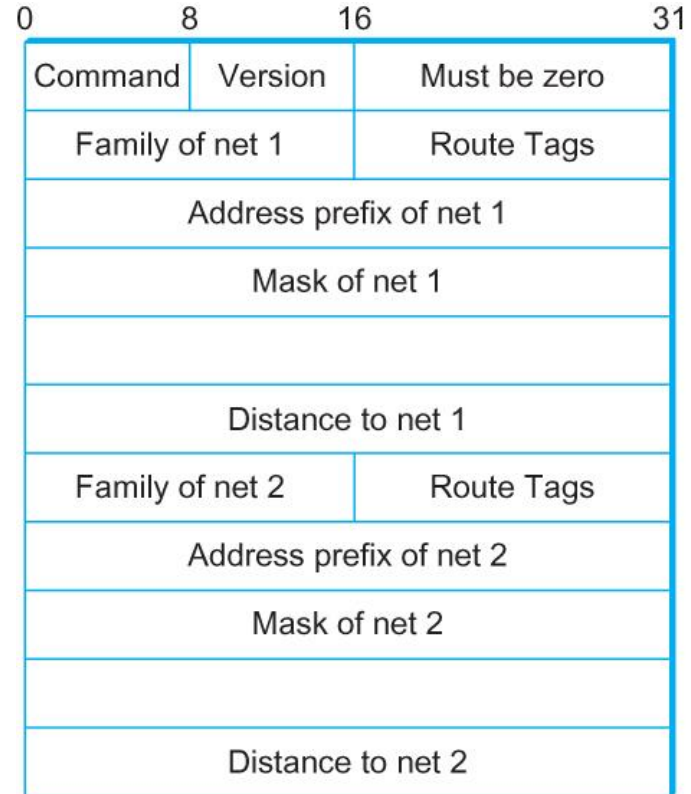 0 8 16 31
Command Version Must be zero
Family of net 1 Route Tags
Address prefix of net 1
Mask of net 1
Distance to net 1
Family of net 2 Route Tags
Address prefix of net 2
Mask of net 2
Distance to net 2